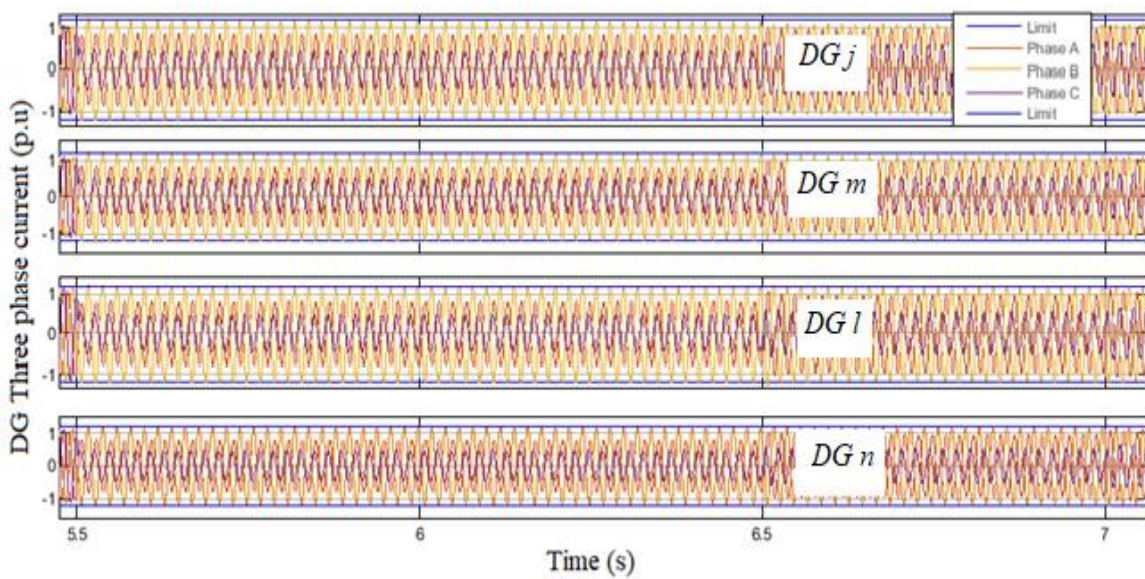 DG Three phase current (p.u)
1
0
-1
DG j
Limit
Phase A
Phase B
Phase C
Limit
1
0
-1
DG m
1
0
-1
DG l
1
0
-1
DG n
5.5 6 6.5 7
Time (s)